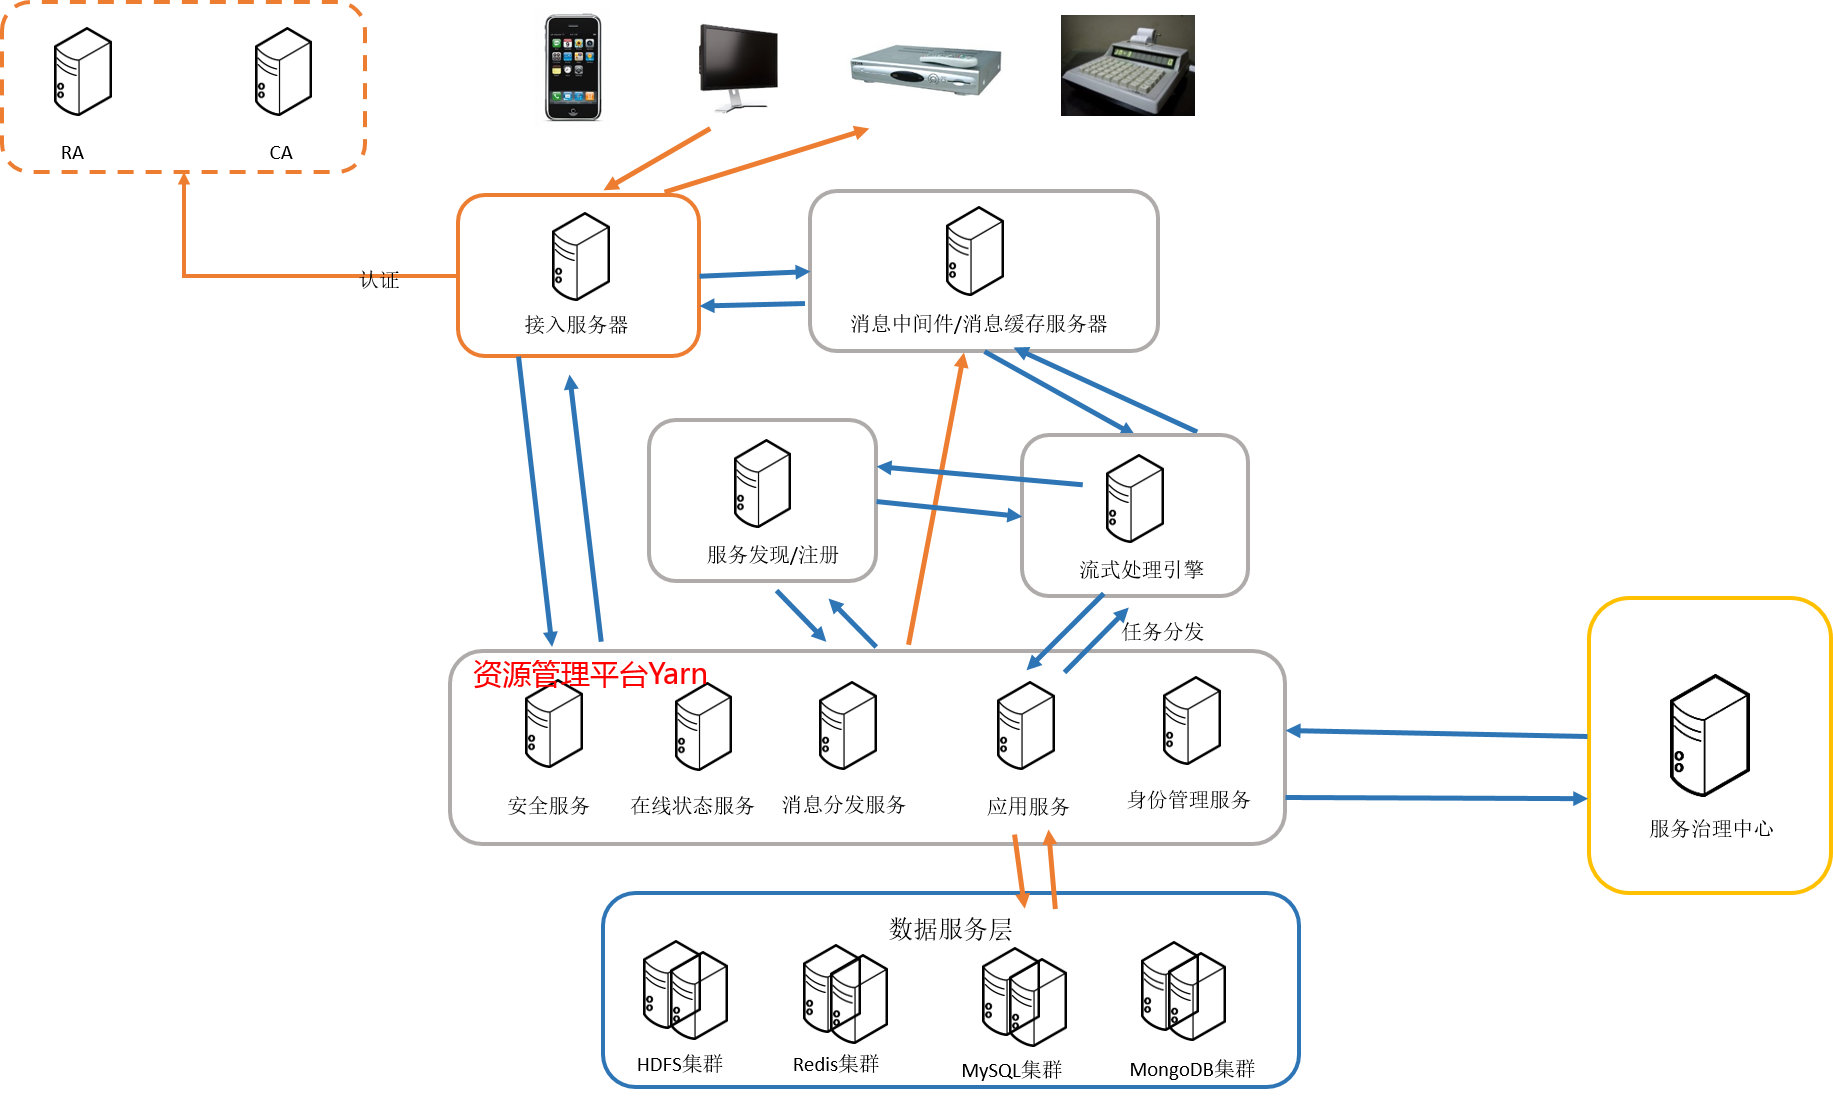 RA
CA
认证
接入服务器
消息中间件/消息缓存服务器
服务发现/注册
流式处理引擎
任务分发
资源管理平台Yarn
安全服务
在线状态服务
消息分发服务
应用服务
身份管理服务
服务治理中心
数据服务层
HDFS集群
Redis集群
MySQL集群
MongoDB集群